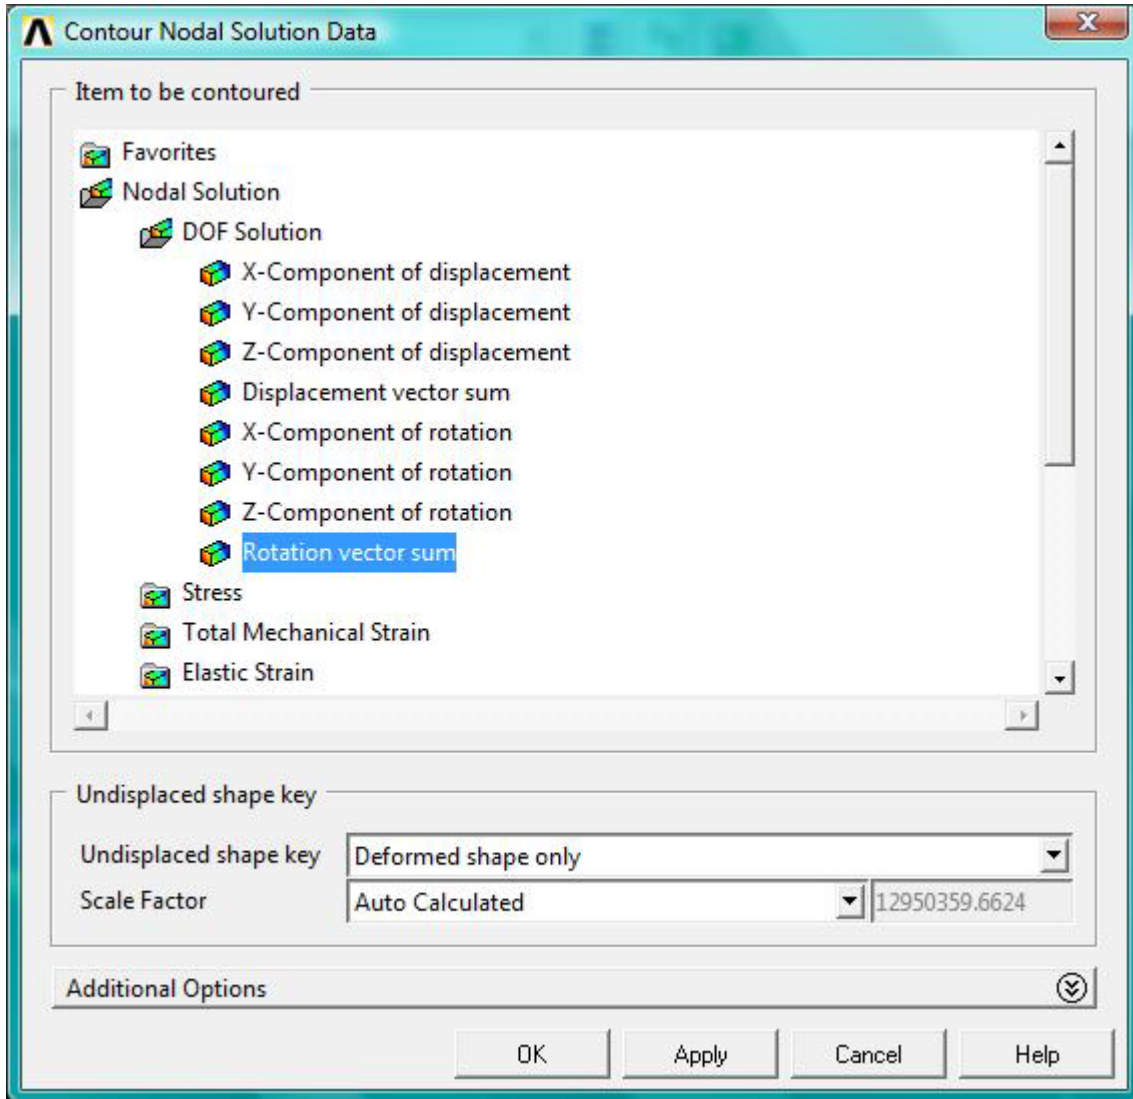 Contour Nodal Solution Data
Item to be contoured
Favorites
Nodal Solution
DOF Solution
X-Component of displacement
Y-Component of displacement
Z-Component of displacement
Displacement vector sum
X-Component of rotation
Y-Component of rotation
Z-Component of rotation
Rotation vector sum
Stress
Total Mechanical Strain
Elastic Strain
Undisplaced shape key
Undisplaced shape key Deformed shape only
Scale Factor Auto Calculated 12950359.6624
Additional Options
OK Apply Cancel Help